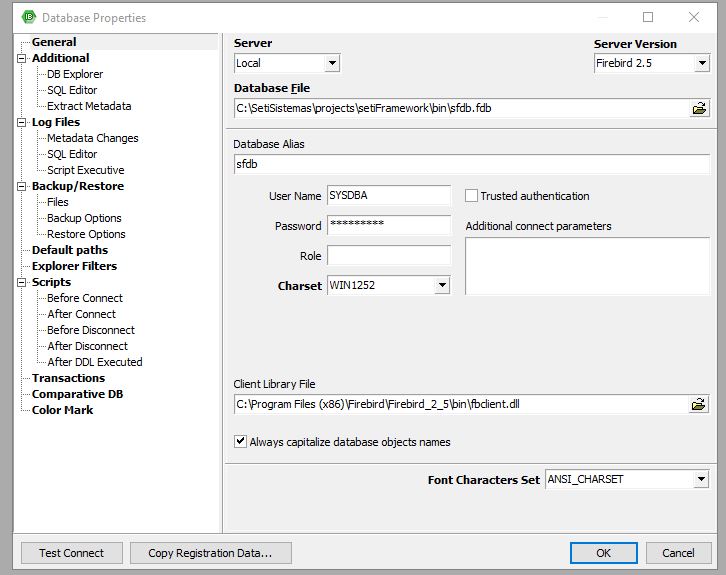 Database Properties
General
Additional
DB Explorer
SQL Editor
Extract Metadata
Log Files
Metadata Changes
SQL Editor
Script Executive
Backup/Restore
Files
Backup Options
Restore Options
Default paths
Explorer Filters
Scripts
Before Connect
After Connect
Before Disconnect
After Disconnect
After DDL Executed
Transactions
Comparative DB
Color Mark
Server
Server Version
Local
Firebird 2.5
Database File
C:\SetiSistemas\projects\setiFramework\bin\sfdb.fdb
Database Alias
sfdb
User Name SYSDBA
Trusted authentication
Password *********
Additional connect parameters
Role
Charset WIN1252
Client Library File
C:\Program Files (x86)\Firebird\Firebird_2_5\bin\fbclient.dll
Always capitalize database objects names
Font Characters Set ANSI_CHARSET
Test Connect
Copy Registration Data...
OK
Cancel